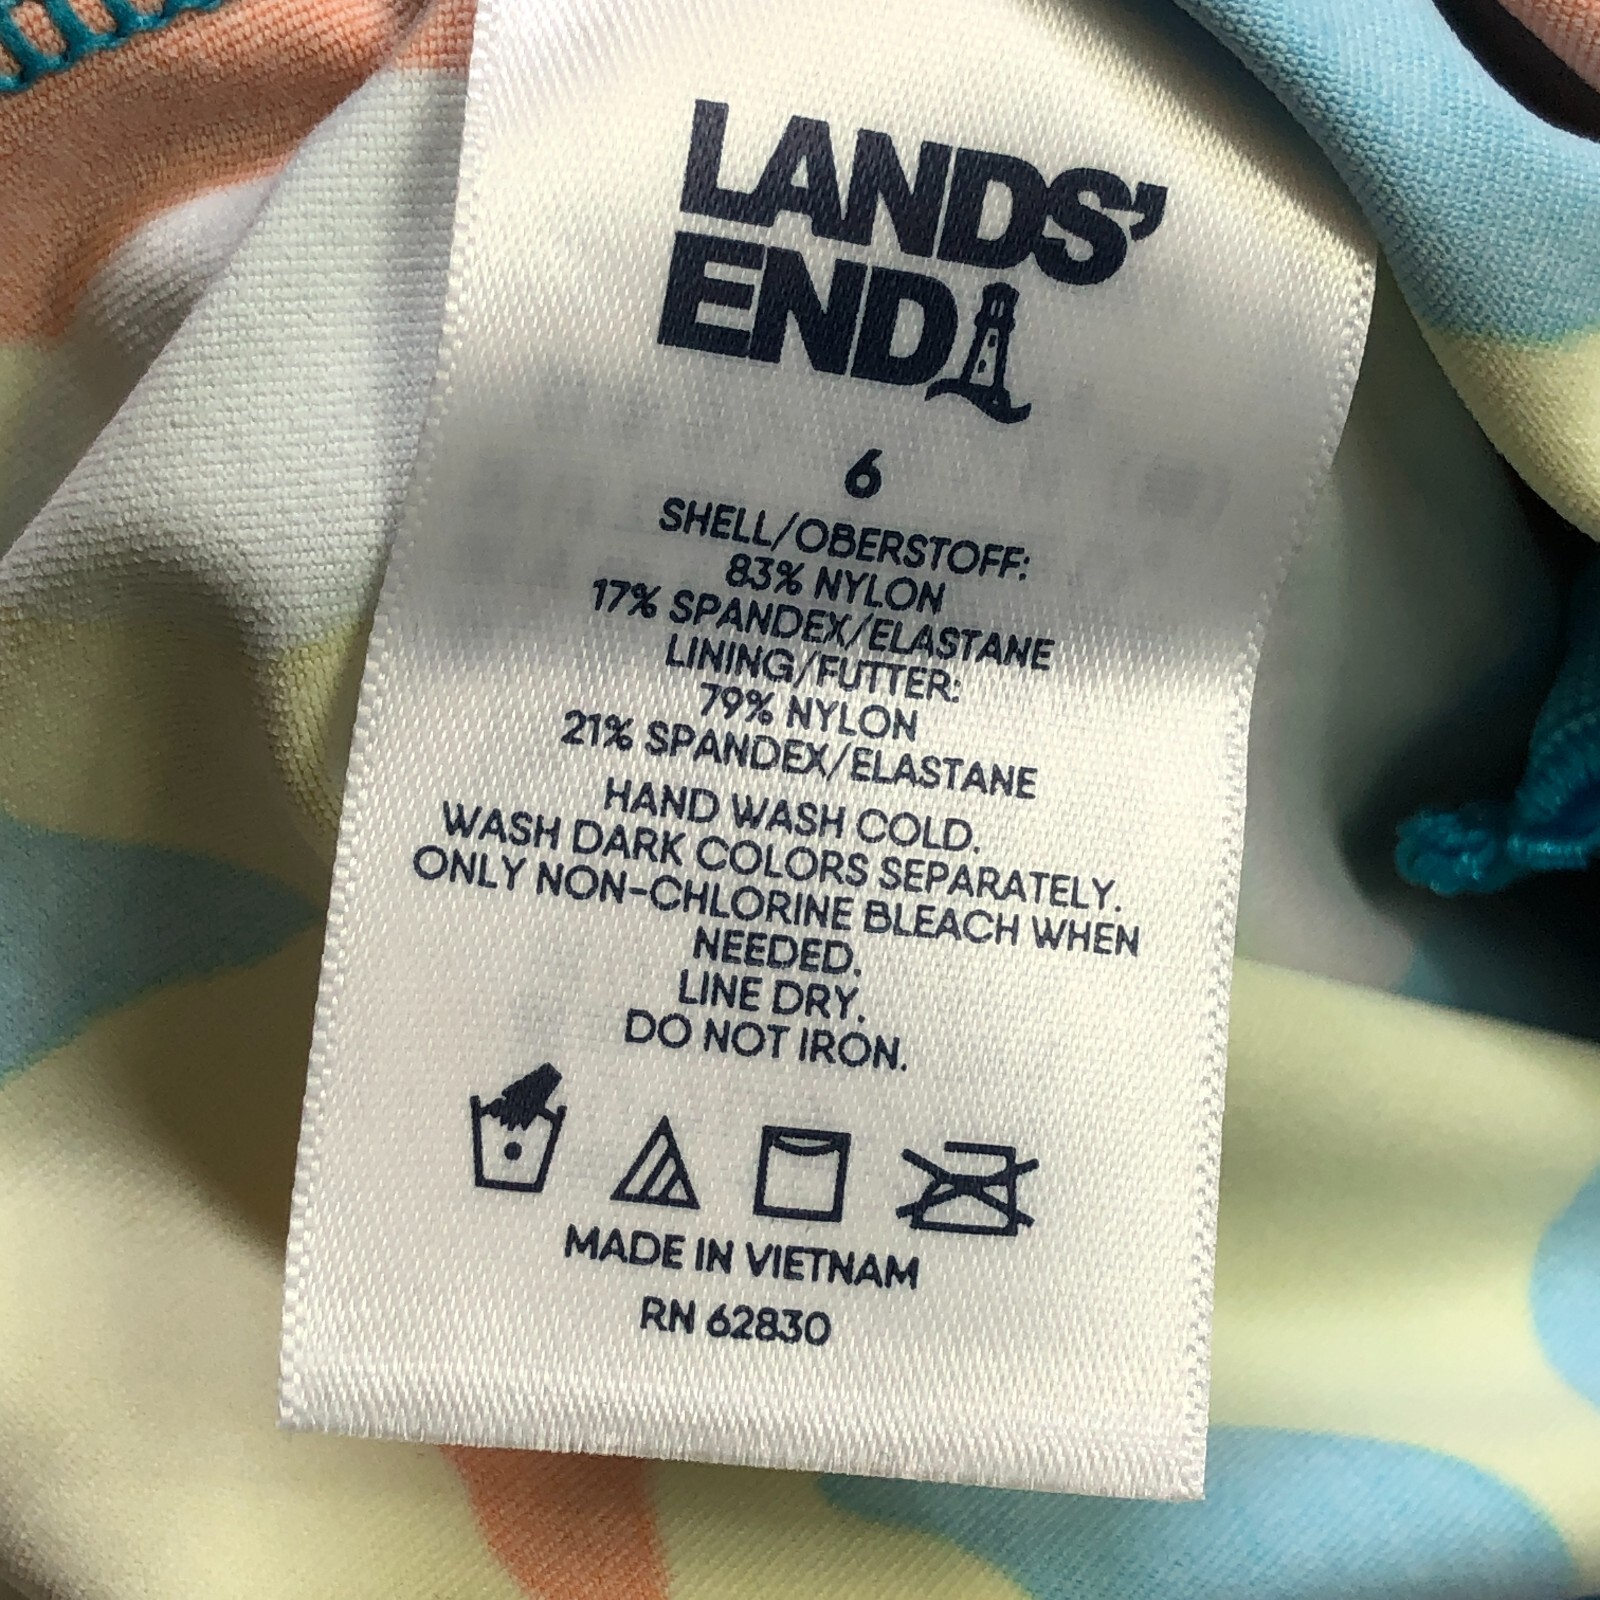 LANDS'
END
6
SHELL/OBERSTOFF:
83% NYLON
17% SPANDEX/ELASTANE
LINING/FUTTER:
79% NYLON
21% SPANDEX/ELASTANE
HAND WASH COLD.
WASH DARK COLORS SEPARATELY.
ONLY NON-CHLORINE BLEACH WHEN
NEEDED.
LINE DRY.
DO NOT IRON.
MADE IN VIETNAM
RN 62830